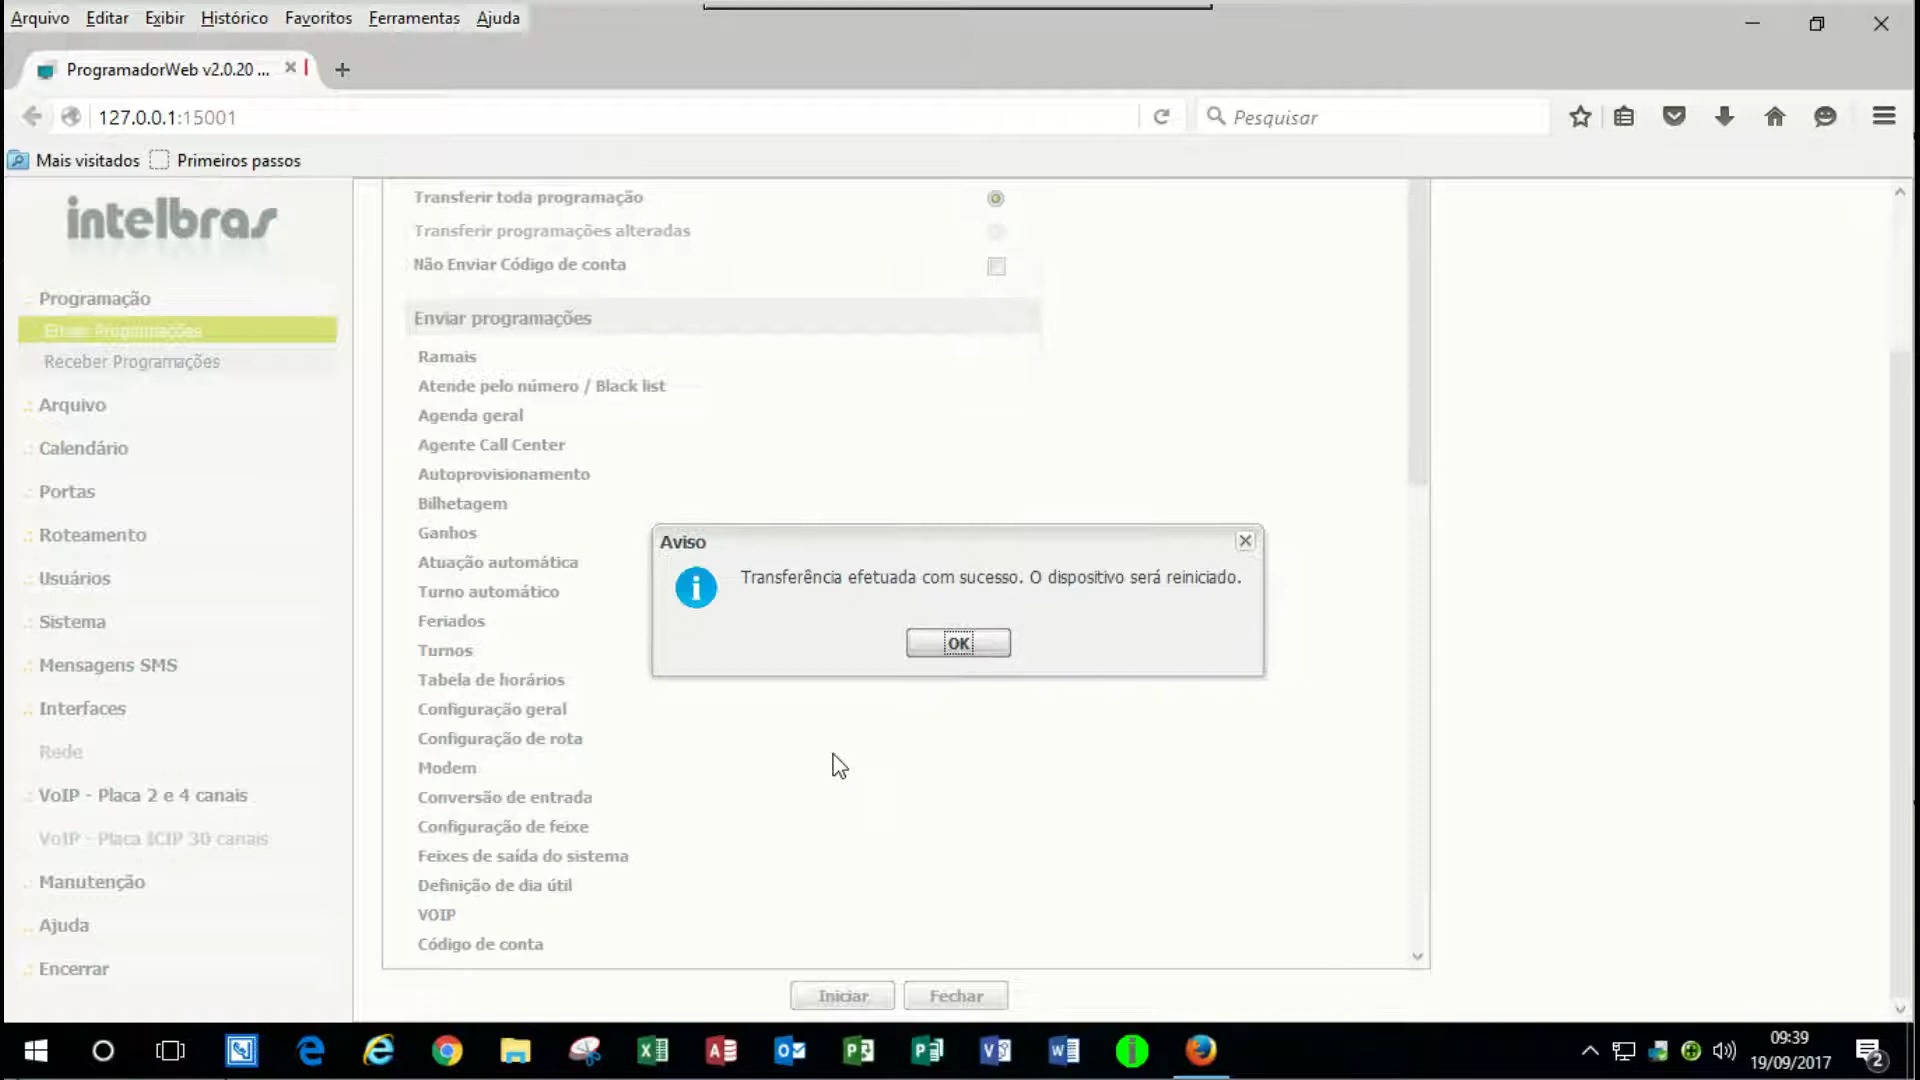 Arquivo Editar Exibir Histórico Favoritos Ferramentas Ajuda
ProgramadorWeb v2.0.20 ...
127.0.0.1:15001
Pesquisar
Mais visitados Primeiros passos
intelbras
Programação
Enviar Programações
Receber Programações
Arquivo
Calendário
Portas
Roteamento
Usuários
Sistema
Mensagens SMS
Interfaces
Rede
VoIP - Placa 2 e 4 canais
VoIP - Placa ICIP 30 canais
Manutenção
Ajuda
Encerrar
Transferir toda programação
Transferir programações alteradas
Não Enviar Código de conta
Enviar programações
Ramais
Atende pelo número / Black list
Agenda geral
Agente Call Center
Autoprovisionamento
Bilhetagem
Ganhos
Atuação automática
Turno automático
Feriados
Turnos
Tabela de horários
Configuração geral
Configuração de rota
Modem
Conversão de entrada
Configuração de feixe
Feixes de saída do sistema
Definição de dia útil
VOIP
Código de conta
Aviso
Transferência efetuada com sucesso. O dispositivo será reiniciado.
OK
Iniciar Fechar
09:39
19/09/2017
2